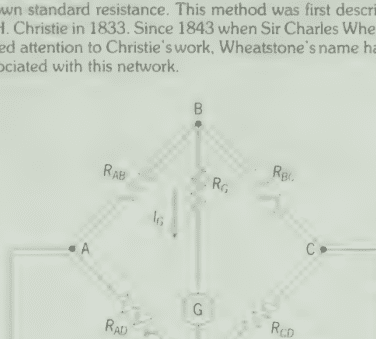 own standard resistance. This method was first descri
H. Christie in 1833. Since 1843 when Sir Charles Whe
ed attention to Christie's work, Wheatstone's name ha
ociated with this network.
B
R_AB
R_G
R_BC
I_G
A
C
G
R_AD
R_CD